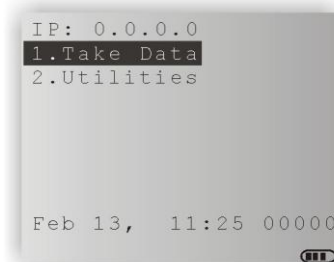 IP: 0.0.0.0
1.Take Data
2.Utilities
Feb 13, 11:25 00000